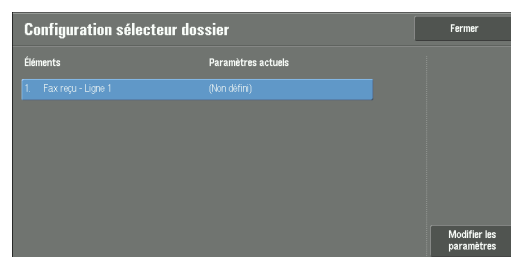 Configuration sélecteur dossier
Fermer
Éléments Paramètres actuels
1. Fax reçu - Ligne 1 (Non défini)
Modifier les
paramètres